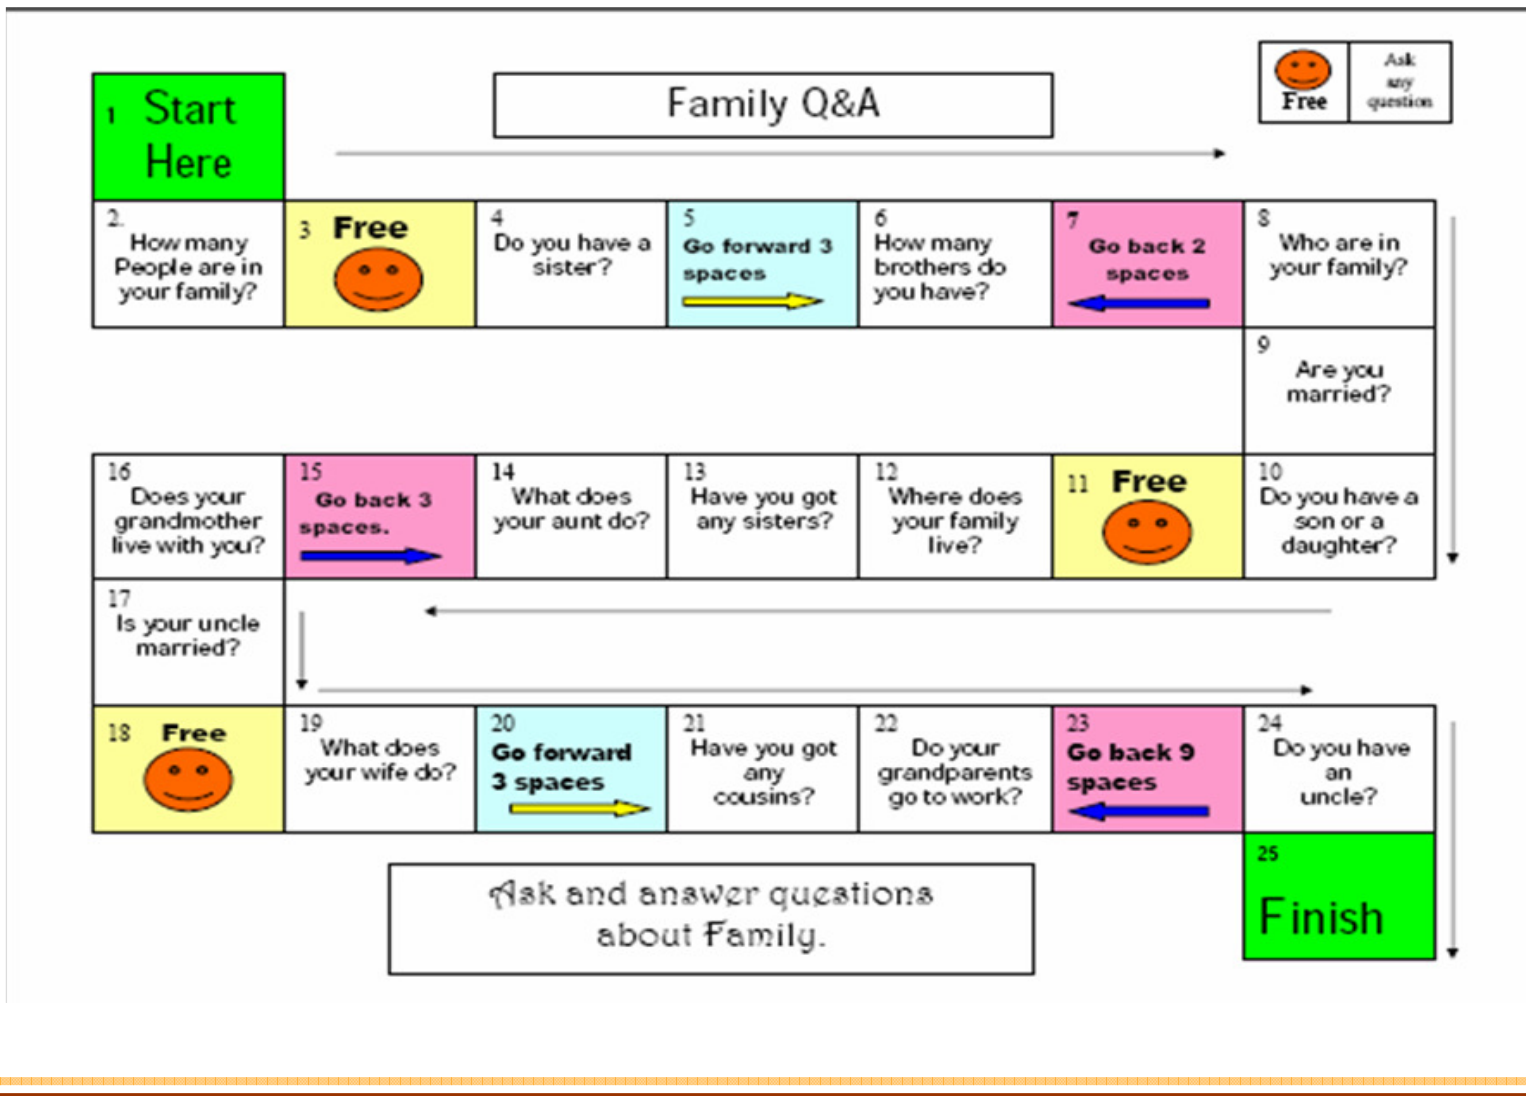 Family Q&A
Free
Ask
any
question
1 Start
Here
2.
How many
People are in
your family?
3 Free
4
Do you have a
sister?
5
Go forward 3
spaces
6
How many
brothers do
you have?
7
Go back 2
spaces
8
Who are in
your family?
9
Are you
married?
10
Do you have a
son or a
daughter?
11 Free
12
Where does
your family
live?
13
Have you got
any sisters?
14
What does
your aunt do?
15
Go back 3
spaces.
16
Does your
grandmother
live with you?
17
Is your uncle
married?
18 Free
19
What does
your wife do?
20
Go forward
3 spaces
21
Have you got
any
cousins?
22
Do your
grandparents
go to work?
23
Go back 9
spaces
24
Do you have
an
uncle?
25
Finish
Ask and answer questions
about Family.